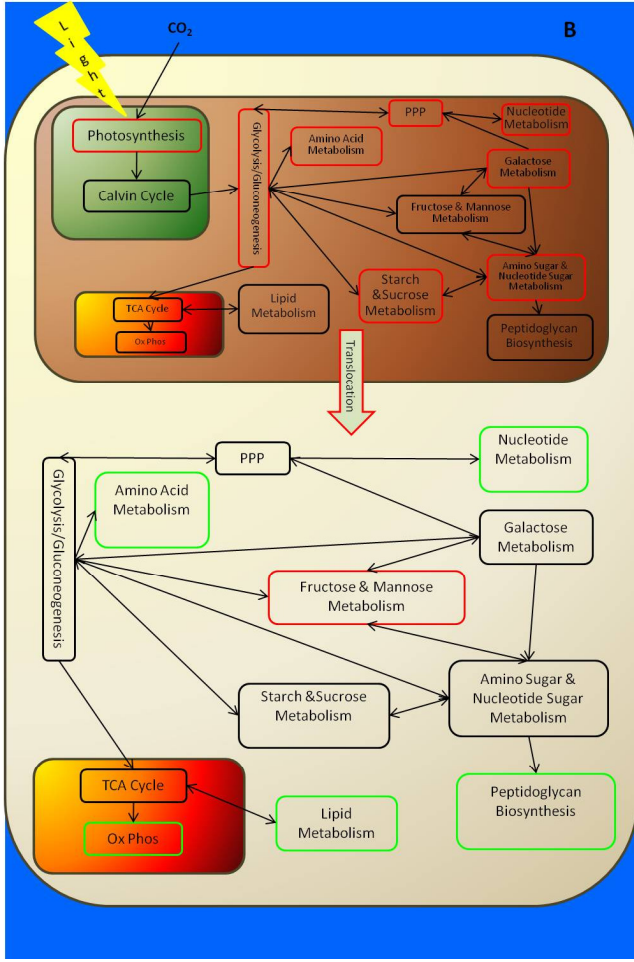 Light
CO₂
B
Photosynthesis
Calvin Cycle
Glycolysis/Gluconeogenesis
PPP
Nucleotide
Metabolism
Amino Acid
Metabolism
Galactose
Metabolism
Fructose & Mannose
Metabolism
Amino Sugar &
Nucleotide Sugar
Metabolism
Starch
&Sucrose
Metabolism
TCA Cycle
Ox Phos
Lipid
Metabolism
Peptidoglycan
Biosynthesis
Translocation
PPP
Nucleotide
Metabolism
Glycolysis/Gluconeogenesis
Amino Acid
Metabolism
Galactose
Metabolism
Fructose & Mannose
Metabolism
Starch &Sucrose
Metabolism
Amino Sugar &
Nucleotide Sugar
Metabolism
TCA Cycle
Ox Phos
Lipid
Metabolism
Peptidoglycan
Biosynthesis